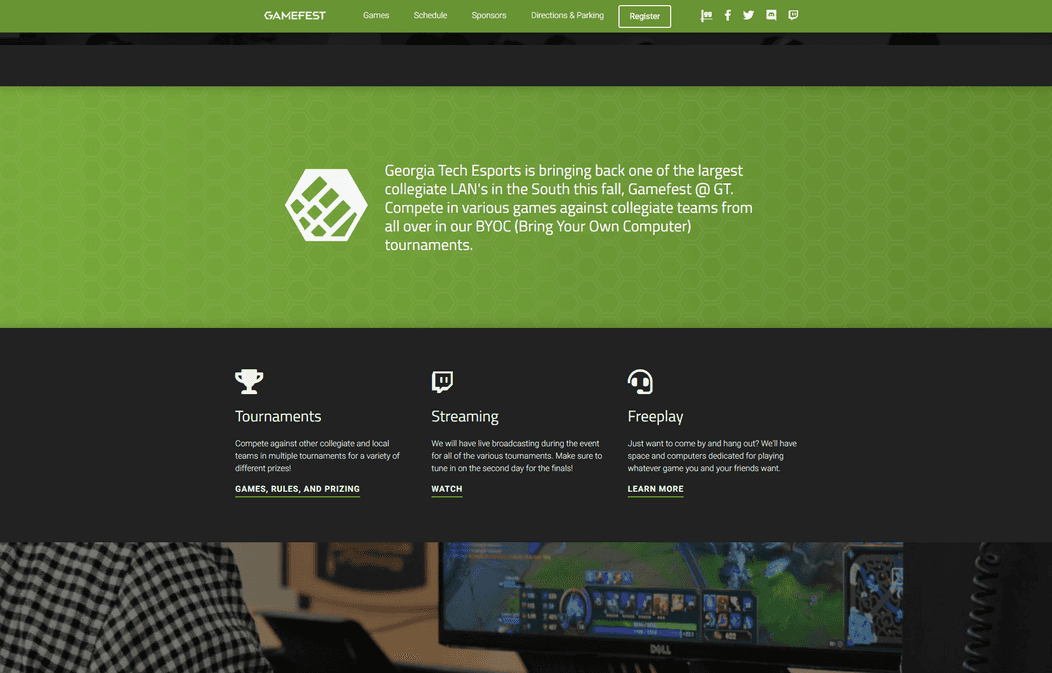 GAMEFEST Games Schedule Sponsors Directions & Parking Register
Georgia Tech Esports is bringing back one of the largest
collegiate LAN's in the South this fall, Gamefest @ GT.
Compete in various games against collegiate teams from
all over in our BYOC (Bring Your Own Computer)
tournaments.
Tournaments
Compete against other collegiate and local
teams in multiple tournaments for a variety of
different prizes!
GAMES, RULES, AND PRIZING
Streaming
We will have live broadcasting during the event
for all of the various tournaments. Make sure to
tune in on the second day for the finals!
WATCH
Freeplay
Just want to come by and hang out? We'll have
space and computers dedicated for playing
whatever game you and your friends want.
LEARN MORE
DELL